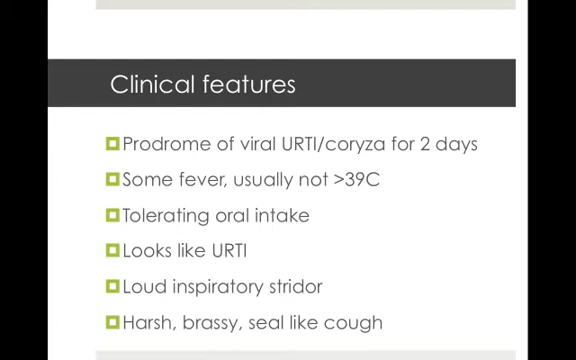 Clinical features
Prodrome of viral URTI/coryza for 2 days
Some fever, usually not >39C
Tolerating oral intake
Looks like URTI
Loud inspiratory stridor
Harsh, brassy, seal like cough